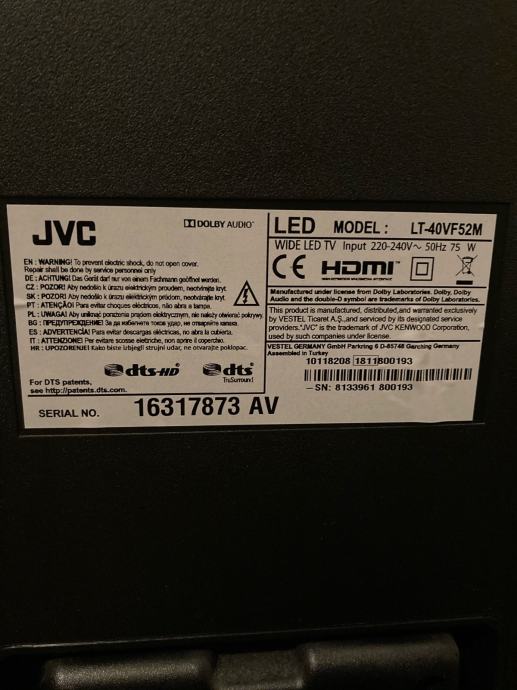 JVC
DOLBY AUDIO™
EN : WARNING! To prevent electric shock, do not open cover.
Repair shall be done by service personnel only
DE : ACHTUNG! Das Gerät darf nur von einem Fachmann geöffnet werden.
CZ : POZOR! Aby nedošlo k úrazu elektrickým proudem, neotvírejte kryt.
SK : POZOR! Aby nedošlo k úrazu elektrickým prúdom, neotvárajte kryt.
PT : ATENÇÃO! Para evitar choques eléctricos, não abra a tampa.
PL : UWAGA! Aby uniknąć porażenia prądem elektrycznym, nie należy otwierać pokrywy.
BG : ПРЕДУПРЕЖДЕНИЕ! За да избегнете токов удар, не отваряйте капака.
IT : ATTENZIONE! Per evitare scosse elettriche, non aprire il coperchio.
ES : ADVERTENCIA! Para evitar descargas eléctricas, no abra la cubierta.
HR : UPOZORENJE! Kako biste izbjegli strujni udar, ne otvarajte poklopac.
dts-HD
dts
TruSurround
For DTS patents,
see http://patents.dts.com.
SERIAL NO. 16317873 AV
LED MODEL : LT-40VF52M
WIDE LED TV Input 220-240V~ 50Hz 75 W
CE HDMI™
Manufactured under license from Dolby Laboratories. Dolby, Dolby
Audio and the double-D symbol are trademarks of Dolby Laboratories.
This product is manufactured, distributed,and warranted exclusively
by VESTEL Ticaret A.Ş.,and serviced by its designated service
providers."JVC" is the trademark of JVC KENWOOD Corporation,
used by such companies under license.
VESTEL GERMANY GmbH Parkring 6 D-85748 Garching Germany
Assembled in Turkey
10118208 1811B00193
-SN: 8133961 800193